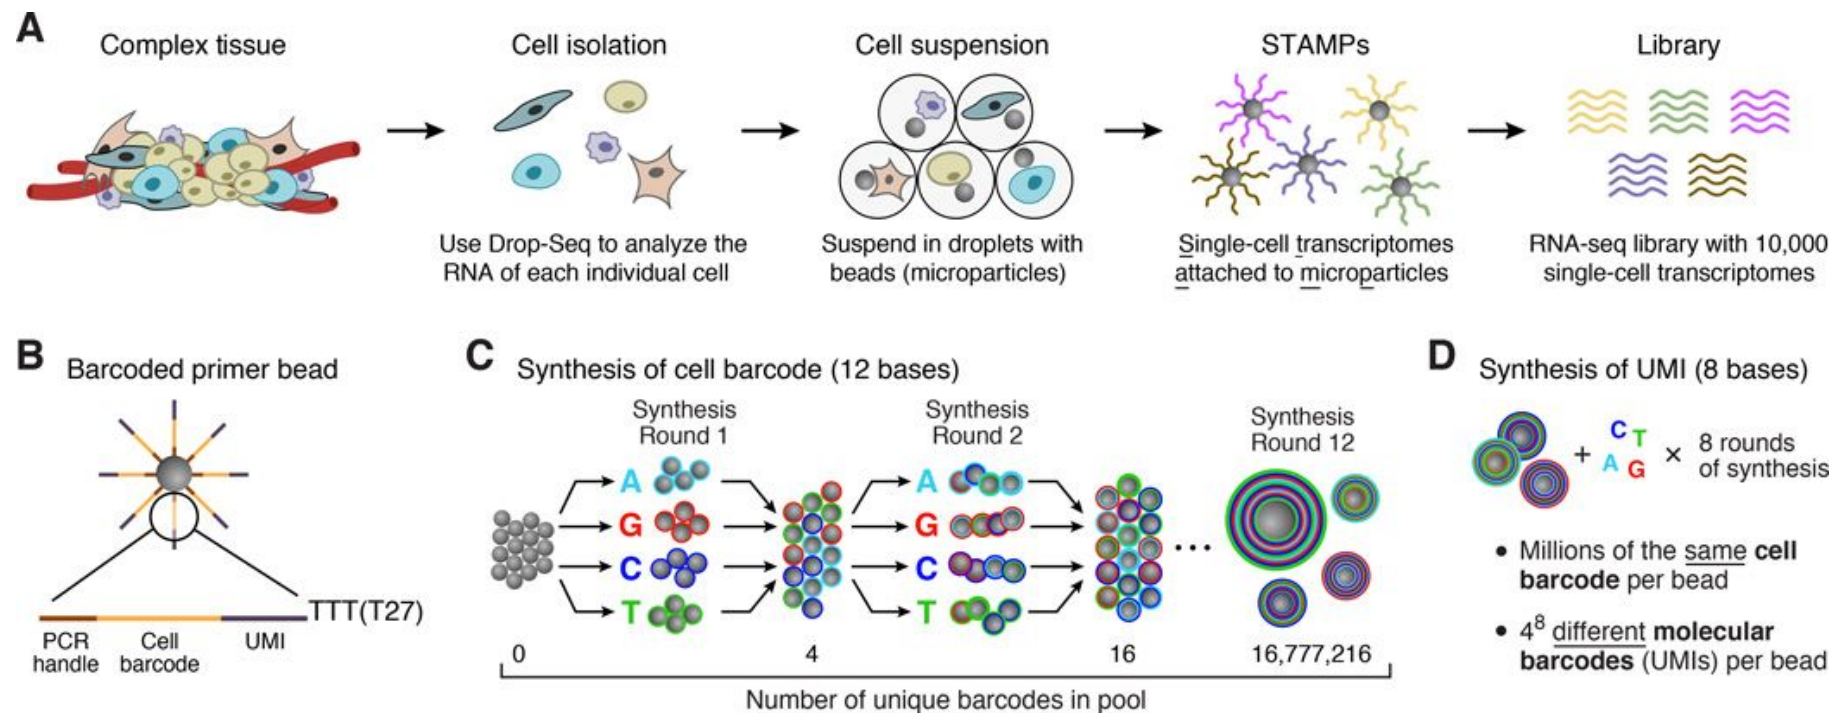 A
Complex tissue
Cell isolation
Cell suspension
STAMPs
Library
Use Drop-Seq to analyze the
RNA of each individual cell
Suspend in droplets with
beads (microparticles)
Single-cell transcriptomes
attached to microparticles
RNA-seq library with 10,000
single-cell transcriptomes
B
Barcoded primer bead
TTT(T27)
PCR
handle
Cell
barcode
UMI
C
Synthesis of cell barcode (12 bases)
Synthesis
Round 1
Synthesis
Round 2
Synthesis
Round 12
A
G
C
T
A
G
C
T
...
0
4
16
16,777,216
Number of unique barcodes in pool
D
Synthesis of UMI (8 bases)
+
C T
A G
×
8 rounds
of synthesis
• Millions of the same cell
barcode per bead
• 4⁸ different molecular
barcodes (UMIs) per bead